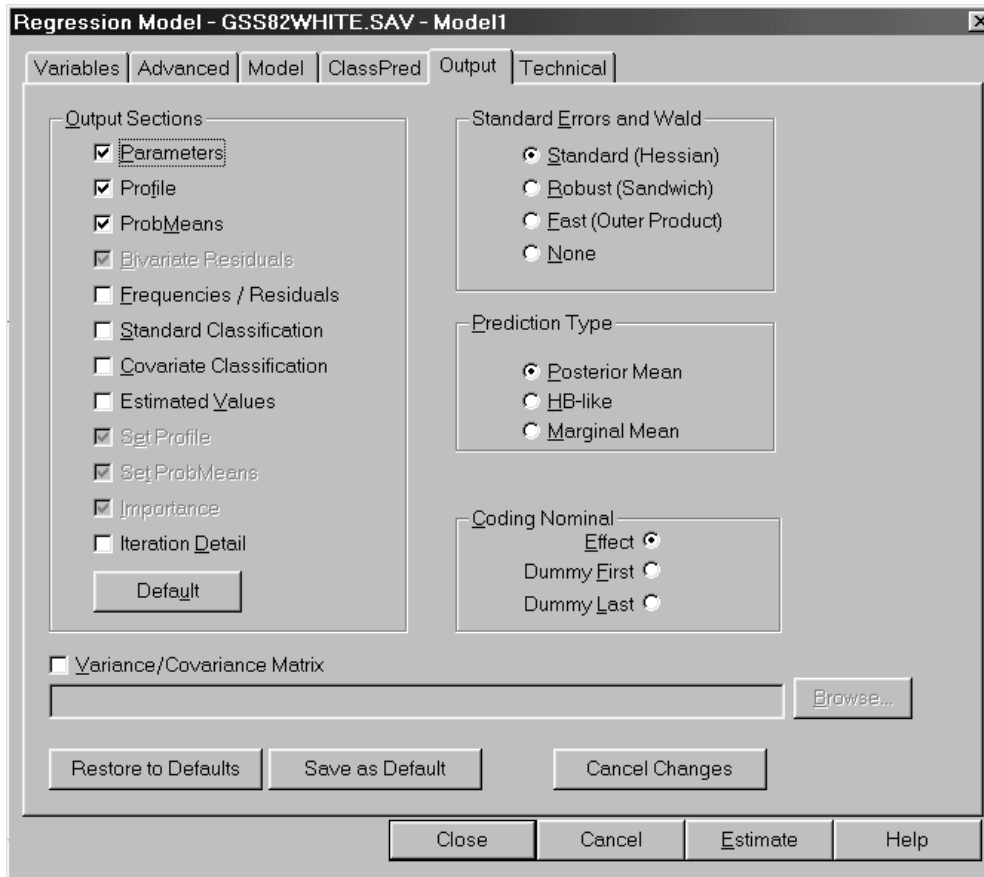 Regression Model - GSS82WHITE.SAV - Model1
Variables Advanced Model ClassPred Output Technical
Output Sections
Parameters
Profile
ProbMeans
Bivariate Residuals
Frequencies / Residuals
Standard Classification
Covariate Classification
Estimated Values
Set Profile
Set ProbMeans
Importance
Iteration Detail
Default
Standard Errors and Wald
Standard (Hessian)
Robust (Sandwich)
Fast (Outer Product)
None
Prediction Type
Posterior Mean
HB-like
Marginal Mean
Coding Nominal
Effect
Dummy First
Dummy Last
Variance/Covariance Matrix
Browse...
Restore to Defaults Save as Default Cancel Changes
Close Cancel Estimate Help